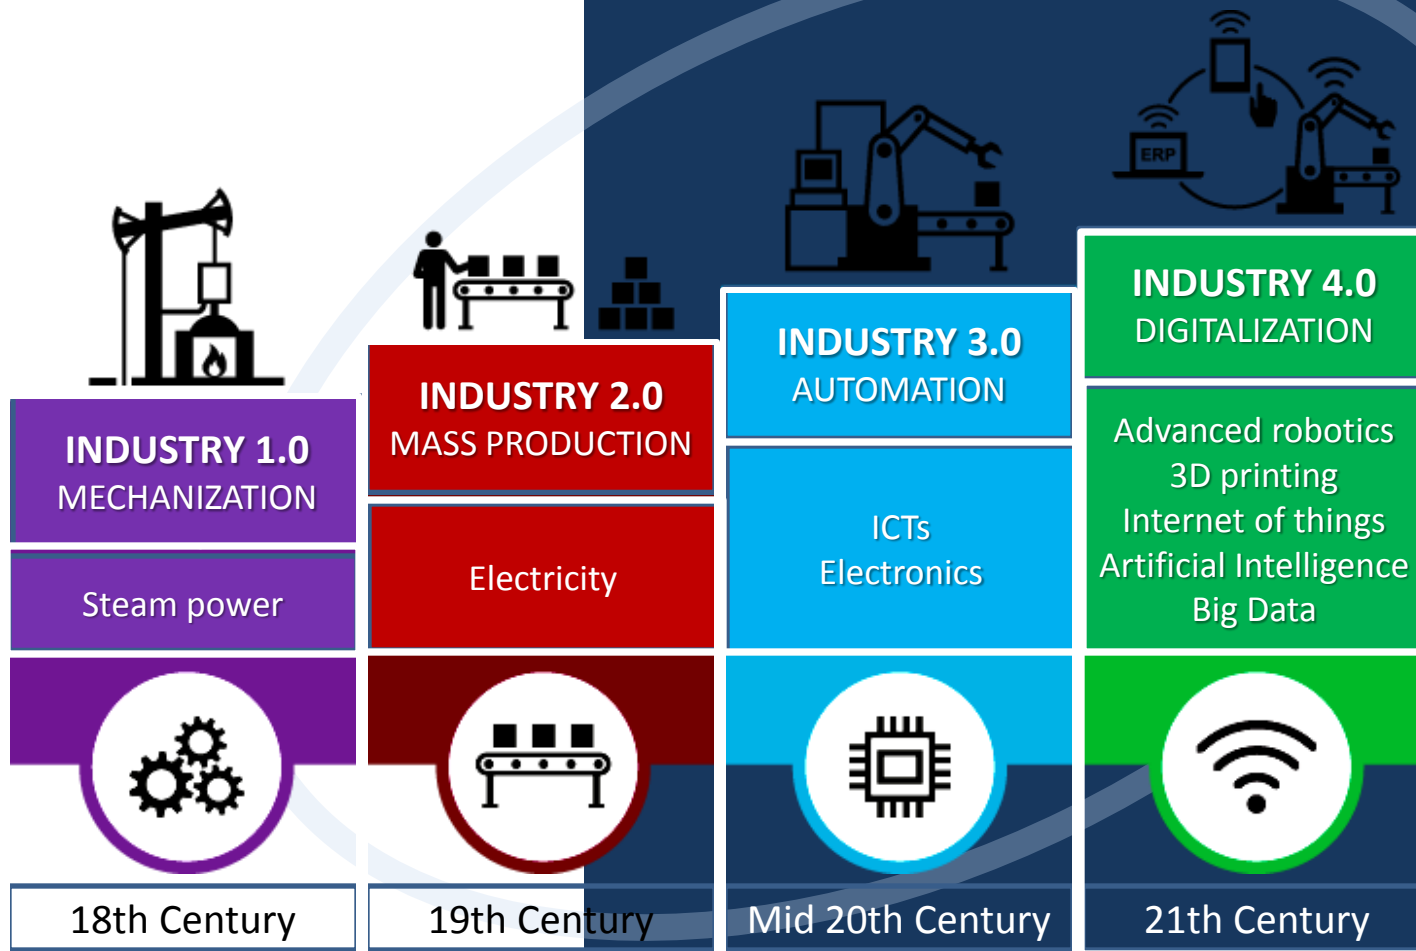 ERP
INDUSTRY 1.0
MECHANIZATION
Steam power
18th Century
INDUSTRY 2.0
MASS PRODUCTION
Electricity
19th Century
INDUSTRY 3.0
AUTOMATION
ICTs
Electronics
Mid 20th Century
INDUSTRY 4.0
DIGITALIZATION
Advanced robotics
3D printing
Internet of things
Artificial Intelligence
Big Data
21th Century